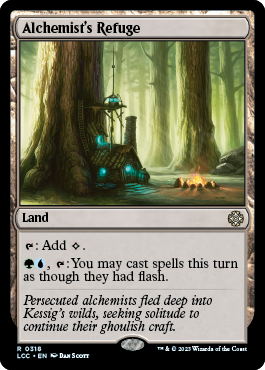 Alchemist's Refuge
Land
: Add .
, :You may cast spells this turn
as though they had flash.
Persecuted alchemists fled deep into
Kessig's wilds, seeking solitude to
continue their ghoulish craft.
R 0318
LCC • EN Dan Scott
™ & © 2023 Wizards of the Coast